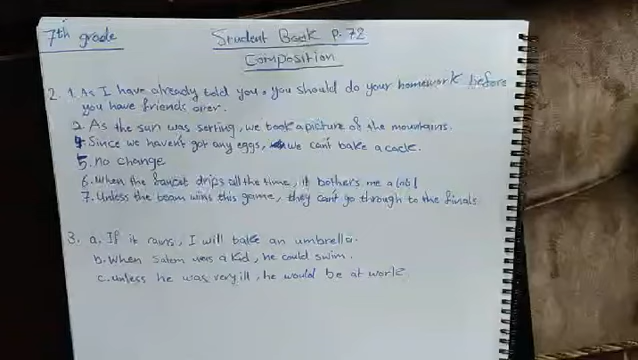 7th grade
Student Book p. 72
Composition
2. 1. As I have already told you, you should do your homework before
you have friends over.
2. As the sun was setting, we took a picture of the mountains.
4. Since we haven't got any eggs, we can't bake a cake.
5. no change
6. When the faucet drips all the time, it bothers me a lot!
7. Unless the team wins this game, they can't go through to the finals.
3. a. If it rains, I will take an umbrella.
b. When Salem was a kid, he could swim.
c. unless he was very ill, he would be at work.